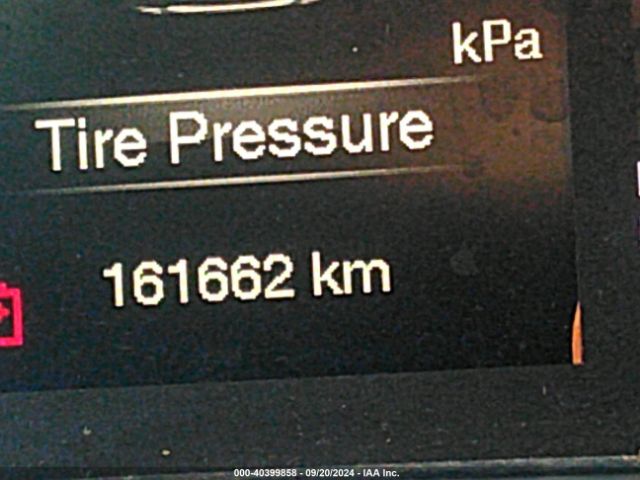 kPa
Tire Pressure
161662 km
000-40399858 - 09/20/2024 - IAA Inc.